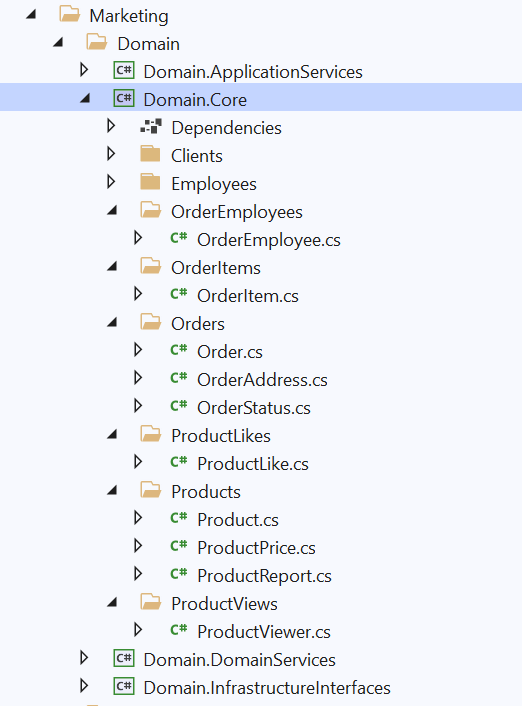 Marketing
Domain
C# Domain.ApplicationServices
C# Domain.Core
Dependencies
Clients
Employees
OrderEmployees
C# OrderEmployee.cs
OrderItems
C# OrderItem.cs
Orders
C# Order.cs
C# OrderAddress.cs
C# OrderStatus.cs
ProductLikes
C# ProductLike.cs
Products
C# Product.cs
C# ProductPrice.cs
C# ProductReport.cs
ProductViews
C# ProductViewer.cs
C# Domain.DomainServices
C# Domain.InfrastructureInterfaces